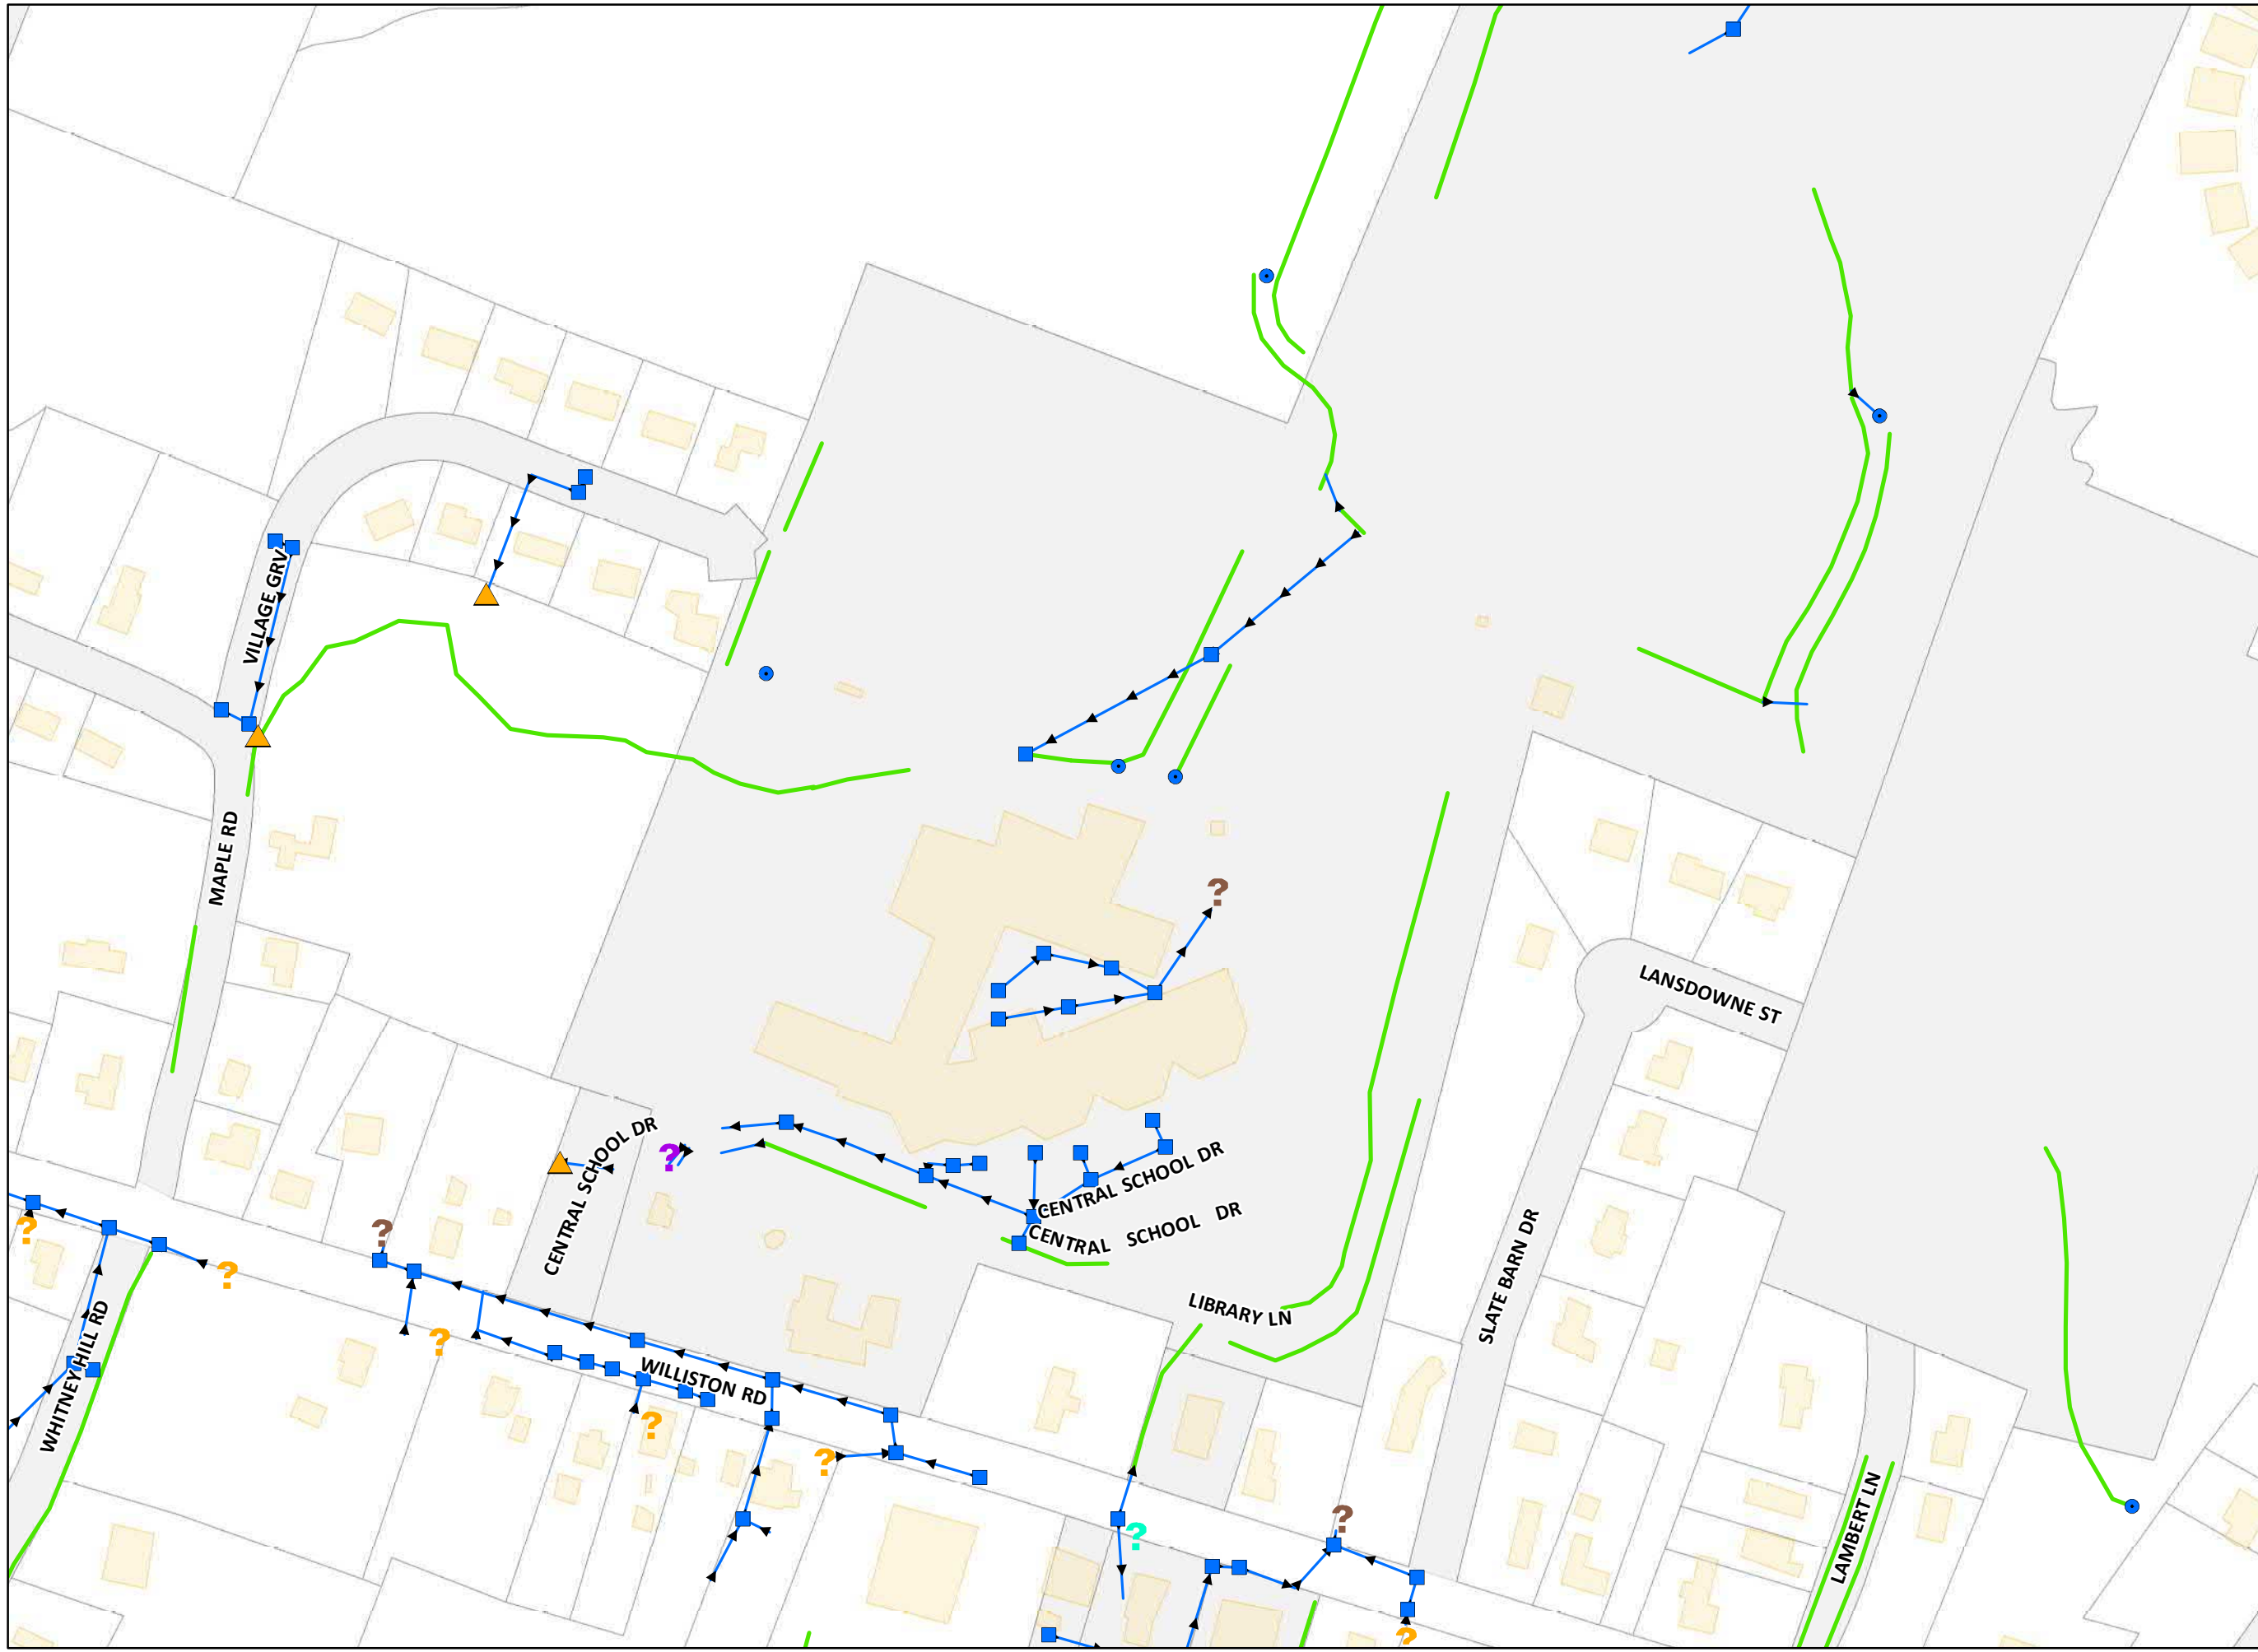 VILLAGE GRV
MAPLE RD
?
LANSDOWNE ST
CENTRAL SCHOOL DR
?
CENTRAL SCHOOL DR
CENTRAL SCHOOL DR
?
?
?
?
LIBRARY LN
SLATE BARN DR
WHITNEY HILL RD
WILLISTON RD
?
?
?
?
LAMBERT LN
?